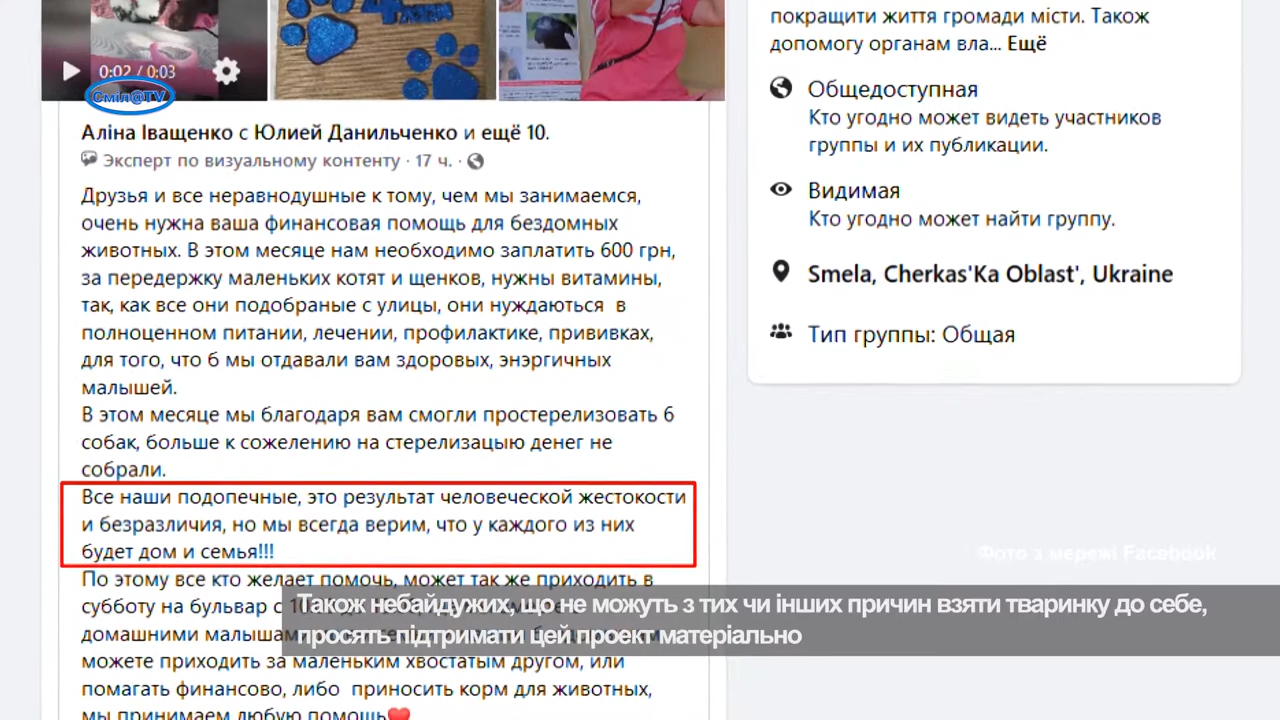 0:02 / 0:03
Сміл@TV
Аліна Іващенко с Юлией Данильченко и ещё 10.
Эксперт по визуальному контенту · 17 ч. ·
Друзья и все неравнодушные к тому, чем мы занимаемся,
очень нужна ваша финансовая помощь для бездомных
животных. В этом месяце нам необходимо заплатить 600 грн,
за передержку маленьких котят и щенков, нужны витамины,
так, как все они подобраные с улицы, они нуждаються в
полноценном питании, лечении, профилактике, прививках,
для того, что б мы отдавали вам здоровых, энэргичных
малышей.
В этом месяце мы благодаря вам смогли простерелизовать 6
собак, больше к сожелению на стерелизацыю денег не
собрали.
Все наши подопечные, это результат человеческой жестокости
и безразличия, но мы всегда верим, что у каждого из них
будет дом и семья!!!
По этому все кто желает помочь, может так же приходить в
субботу на бульвар с
домашними малышами
можете приходить за маленьким хвостатым другом, или
помагать финансово, либо приносить корм для животных,
мы принимаем любую помощь❤
покращити життя громади місти. Також
допомогу органам вла... Ещё
Общедоступная
Кто угодно может видеть участников
группы и их публикации.
Видимая
Кто угодно может найти группу.
Smela, Cherkas'Ka Oblast', Ukraine
Тип группы: Общая
Фото з мережі Facebook
Також небайдужих, що не можуть з тих чи інших причин взяти тваринку до себе,
просять підтримати цей проект матеріально